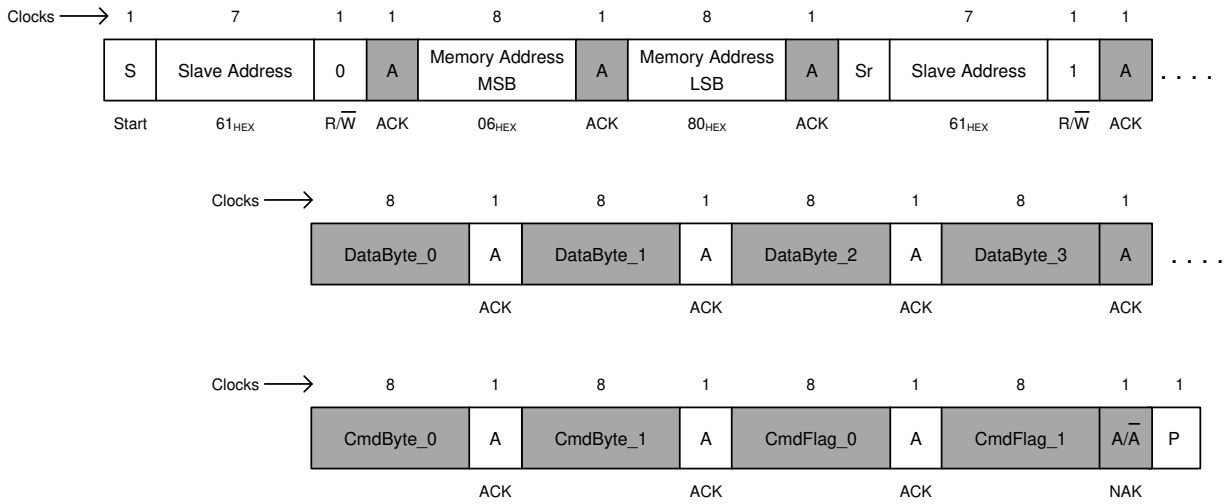 Clocks → 1 7 1 1 8 1 8 1 7 1 1
S Slave Address 0 A Memory Address MSB A Memory Address LSB A Sr Slave Address 1 A . . . .
Start 61HEX R/W̅ ACK 06HEX ACK 80HEX ACK 61HEX R/W̅ ACK
Clocks → 8 1 8 1 8 1 8 1
DataByte_0 A DataByte_1 A DataByte_2 A DataByte_3 A . . . .
ACK ACK ACK ACK
Clocks → 8 1 8 1 8 1 8 1 1
CmdByte_0 A CmdByte_1 A CmdFlag_0 A CmdFlag_1 A/A̅ P
ACK ACK ACK NAK